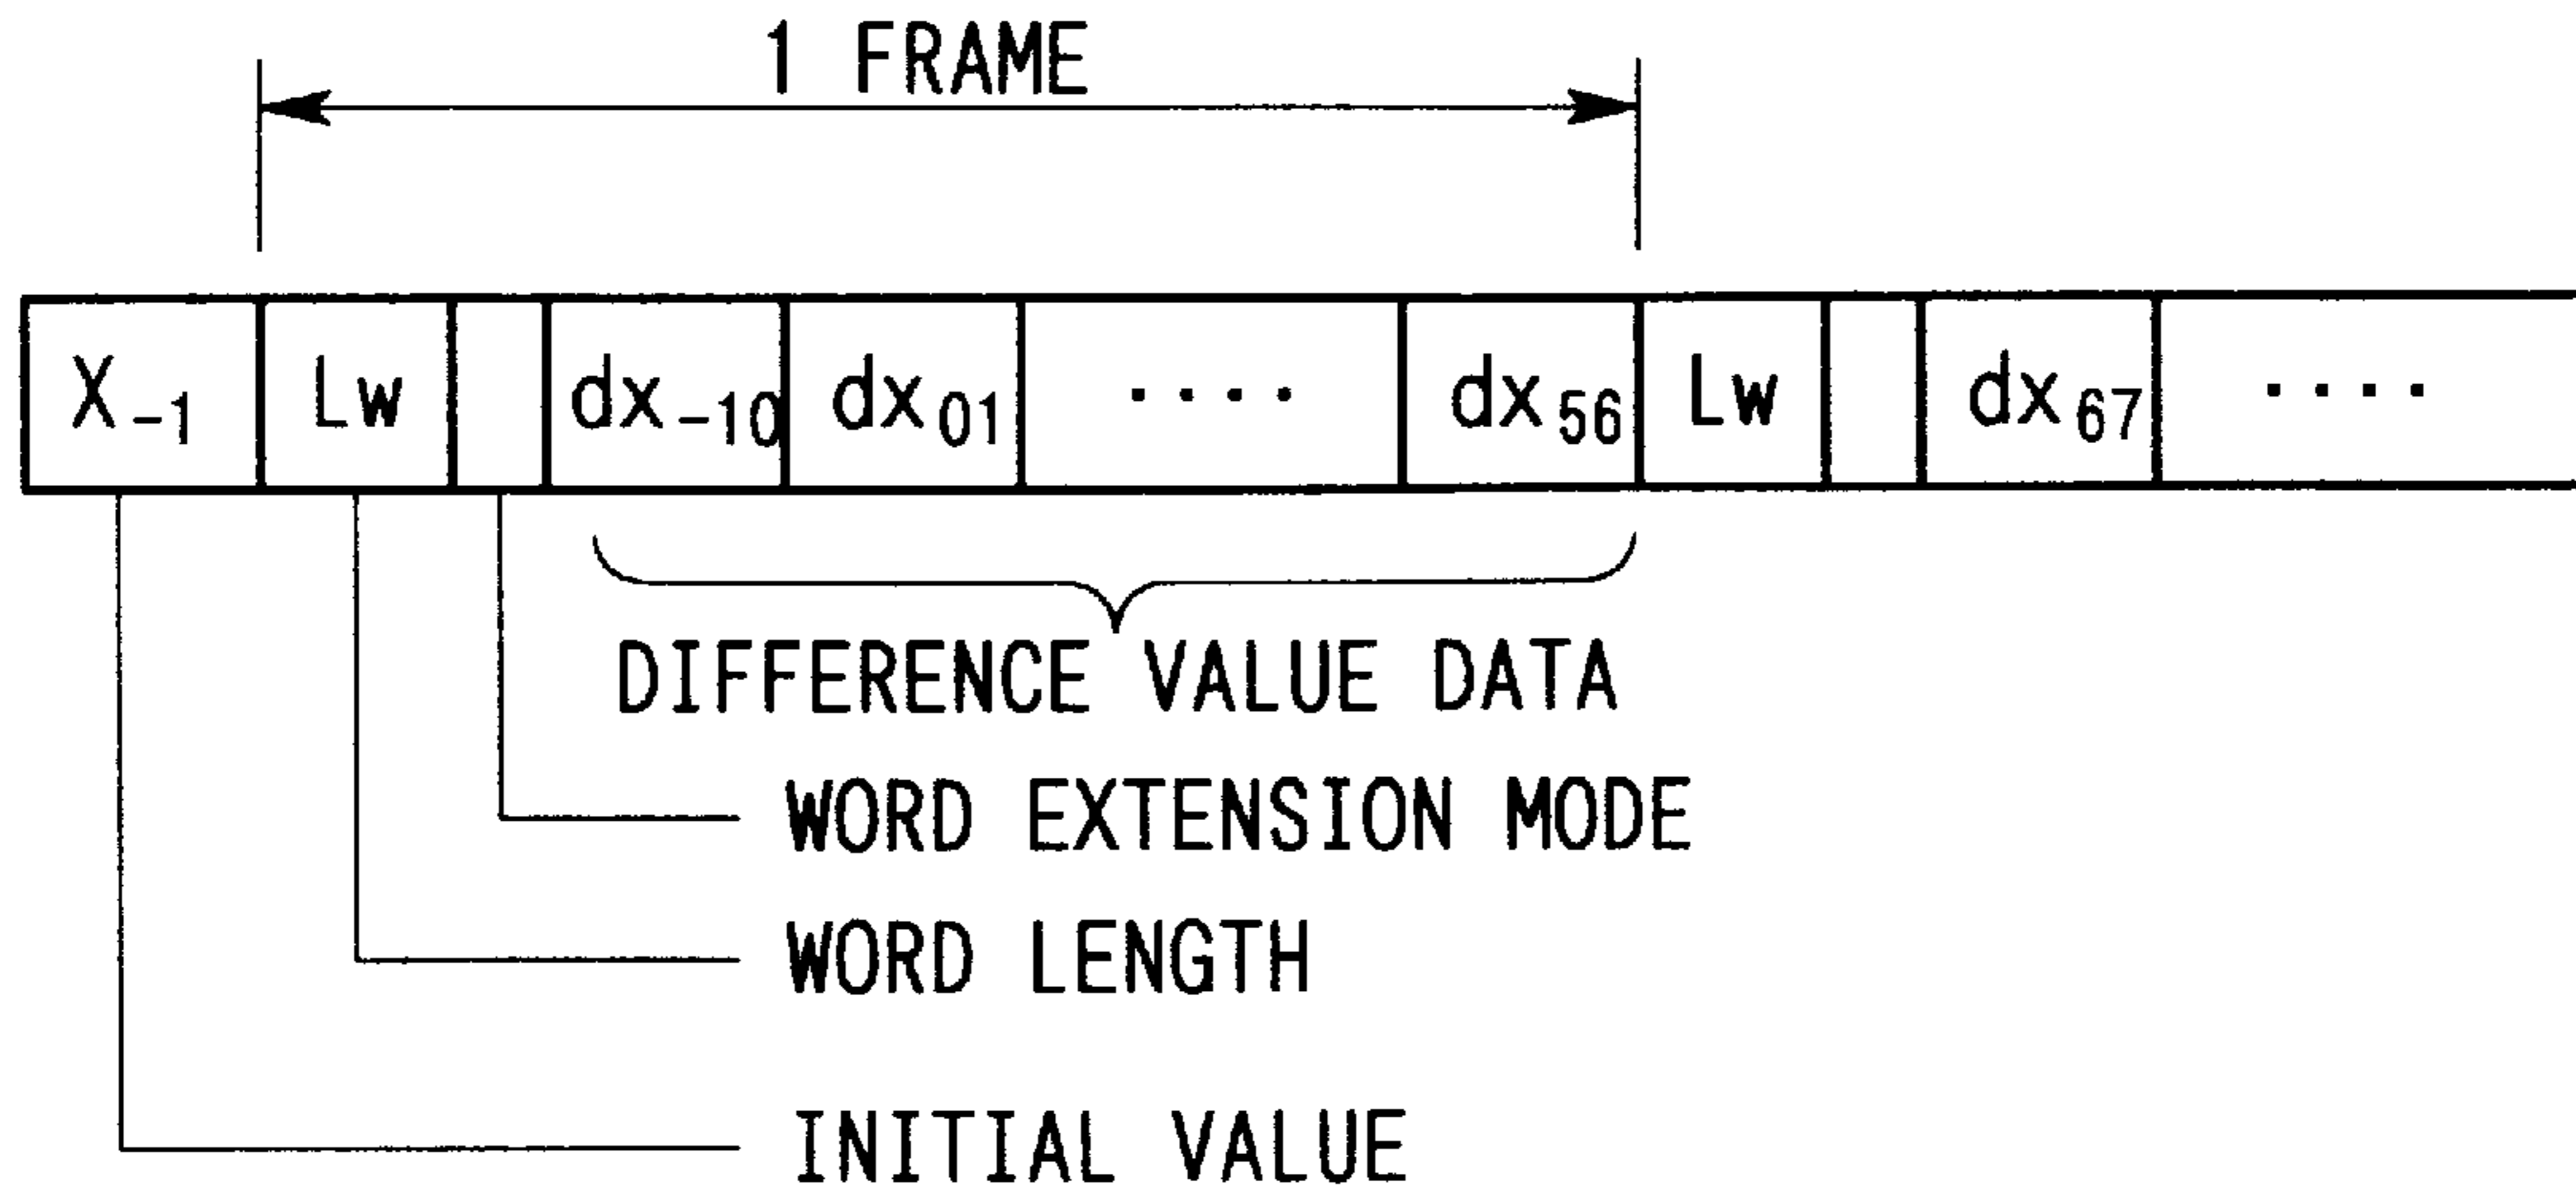 1 FRAME
X₋₁ Lw dx₋₁₀ dx₀₁ ···· dx₅₆ Lw dx₆₇ ····
DIFFERENCE VALUE DATA
WORD EXTENSION MODE
WORD LENGTH
INITIAL VALUE